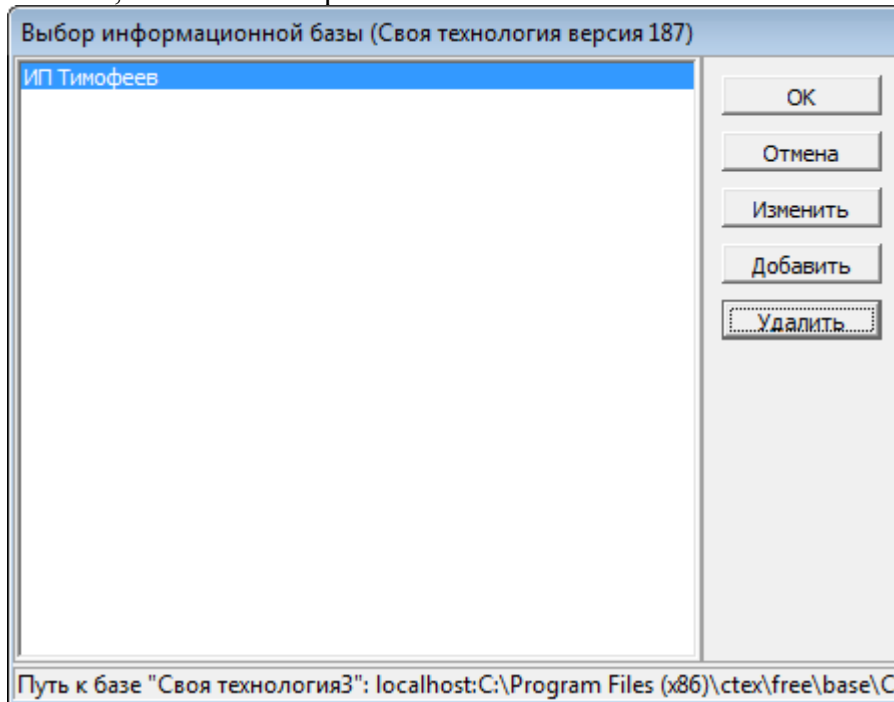 Выбор информационной базы (Своя технология версия 187)
ИП Тимофеев
ОК
Отмена
Изменить
Добавить
Удалить
Путь к базе "Своя технология3": localhost:C:\Program Files (x86)\ctex\free\base\C